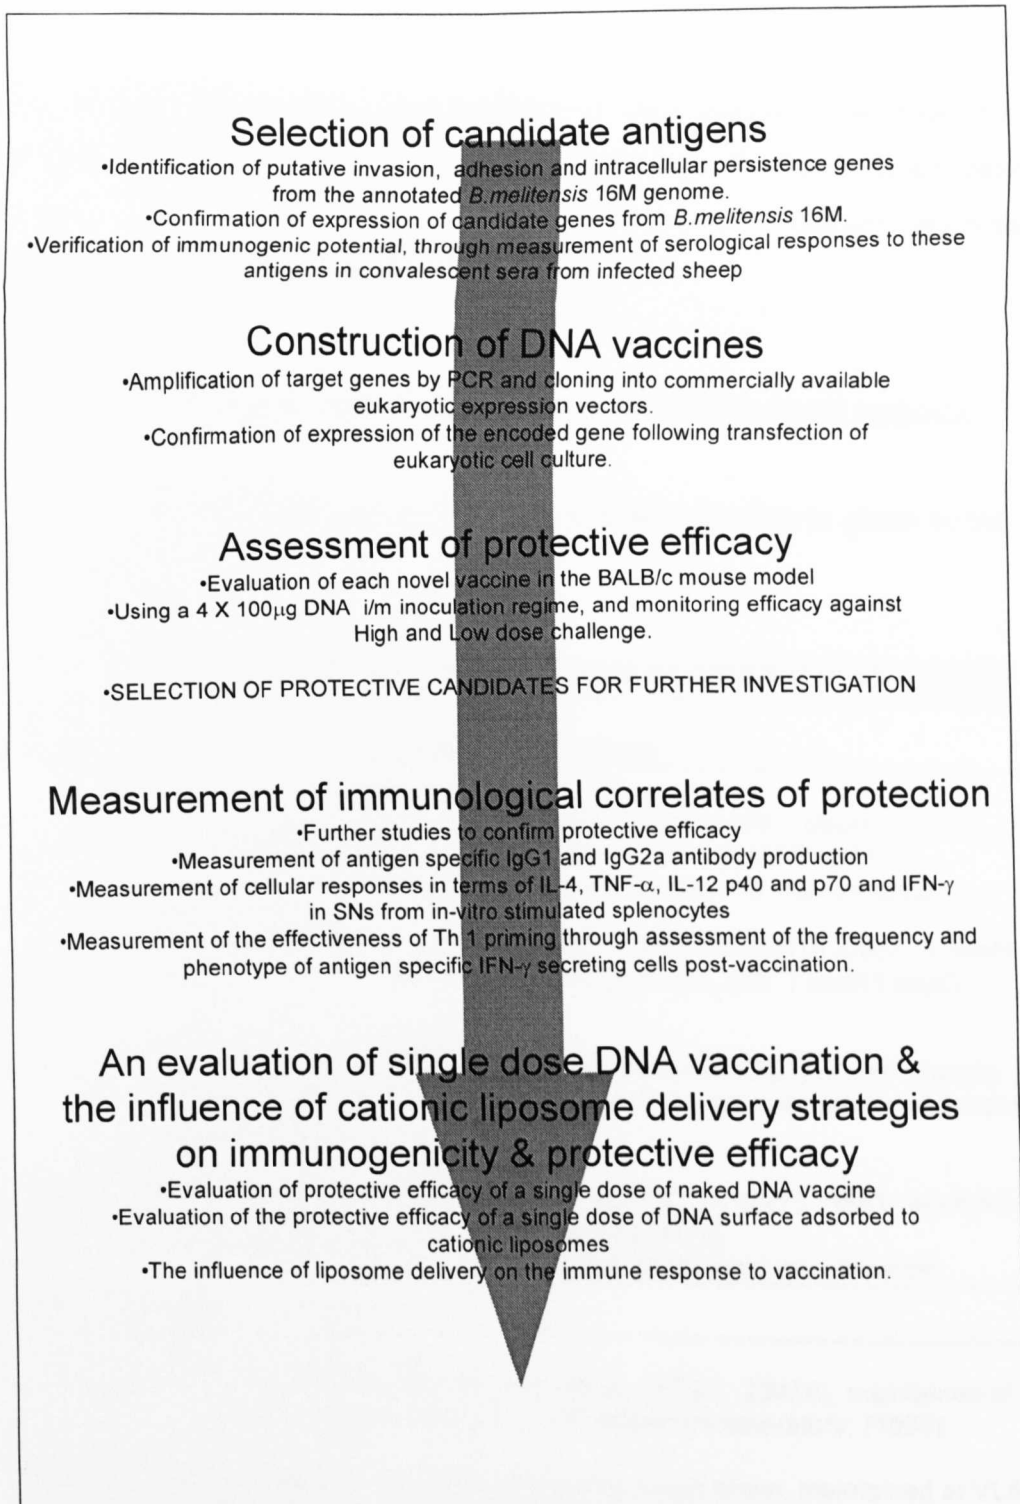 Selection of candidate antigens
•Identification of putative invasion, adhesion and intracellular persistence genes
from the annotated B.melitensis 16M genome.
•Confirmation of expression of candidate genes from B.melitensis 16M.
•Verification of immunogenic potential, through measurement of serological responses to these
antigens in convalescent sera from infected sheep
Construction of DNA vaccines
•Amplification of target genes by PCR and cloning into commercially available
eukaryotic expression vectors.
•Confirmation of expression of the encoded gene following transfection of
eukaryotic cell culture.
Assessment of protective efficacy
•Evaluation of each novel vaccine in the BALB/c mouse model
•Using a 4 X 100μg DNA i/m inoculation regime, and monitoring efficacy against
High and Low dose challenge.
•SELECTION OF PROTECTIVE CANDIDATES FOR FURTHER INVESTIGATION
Measurement of immunological correlates of protection
•Further studies to confirm protective efficacy
•Measurement of antigen specific IgG1 and IgG2a antibody production
•Measurement of cellular responses in terms of IL-4, TNF-α, IL-12 p40 and p70 and IFN-γ
in SNs from in-vitro stimulated splenocytes
•Measurement of the effectiveness of Th 1 priming through assessment of the frequency and
phenotype of antigen specific IFN-γ secreting cells post-vaccination.
An evaluation of single dose DNA vaccination &
the influence of cationic liposome delivery strategies
on immunogenicity & protective efficacy
•Evaluation of protective efficacy of a single dose of naked DNA vaccine
•Evaluation of the protective efficacy of a single dose of DNA surface adsorbed to
cationic liposomes
•The influence of liposome delivery on the immune response to vaccination.